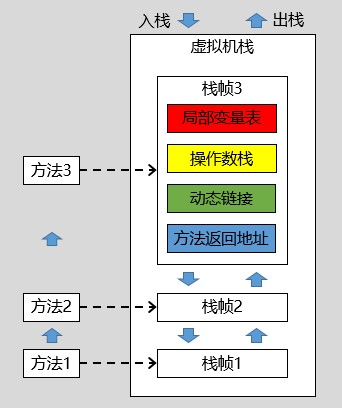 入栈
出栈
虚拟机栈
栈帧3
局部变量表
操作数栈
方法3
动态链接
方法返回地址
方法2
栈帧2
方法1
栈帧1